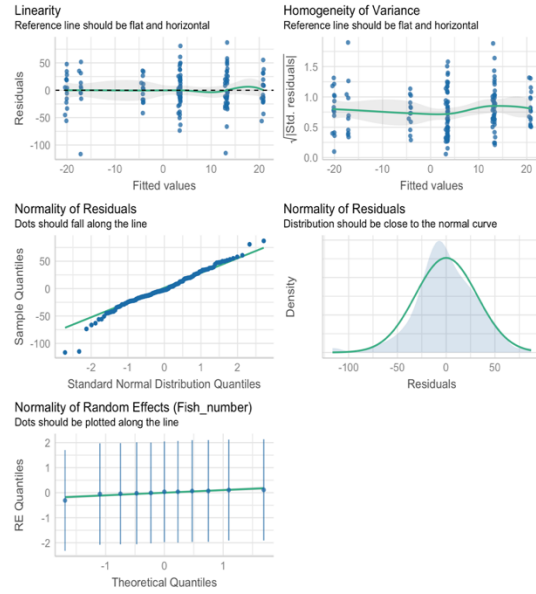 Linearity
Reference line should be flat and horizontal
Residuals
50
0
-50
-100
-20
-10
0
10
20
Fitted values
Homogeneity of Variance
Reference line should be flat and horizontal
√|Std. residuals|
1.5
1.0
0.5
0.0
-20
-10
0
10
20
Fitted values
Normality of Residuals
Dots should fall along the line
Sample Quantiles
50
0
-50
-100
-2
-1
0
1
2
Standard Normal Distribution Quantiles
Normality of Residuals
Distribution should be close to the normal curve
Density
-100
-50
0
50
Residuals
Normality of Random Effects (Fish_number)
Dots should be plotted along the line
RE Quantiles
2
1
0
-1
-2
-1
0
1
Theoretical Quantiles